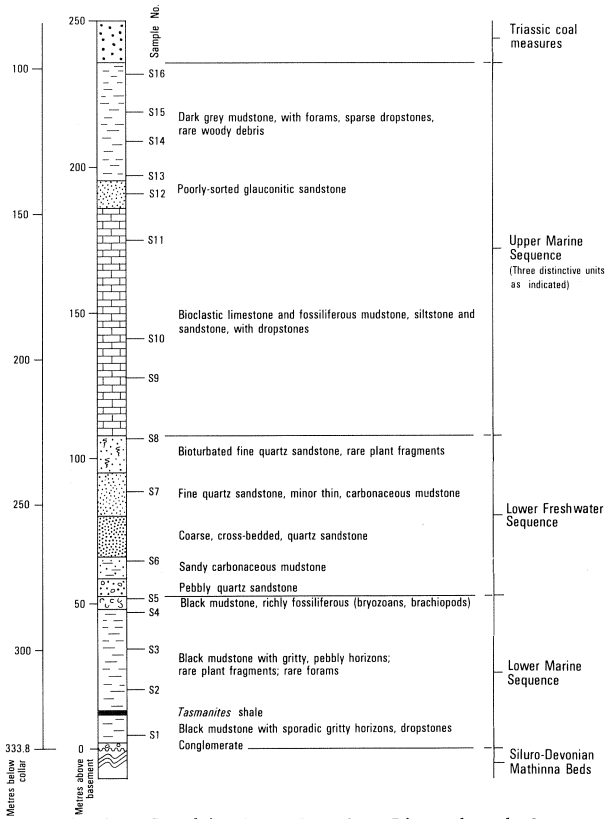 250
Sample No.
Triassic coal
measures
100
S16
S15
Dark grey mudstone, with forams, sparse dropstones,
rare woody debris
S14
200
S13
S12
Poorly-sorted glauconitic sandstone
150
S11
Upper Marine
Sequence
(Three distinctive units
as indicated)
150
Bioclastic limestone and fossiliferous mudstone, siltstone and
sandstone, with dropstones
S10
200
S9
S8
Bioturbated fine quartz sandstone, rare plant fragments
100
S7
Fine quartz sandstone, minor thin, carbonaceous mudstone
250
Lower Freshwater
Sequence
Coarse, cross-bedded, quartz sandstone
S6
Sandy carbonaceous mudstone
Pebbly quartz sandstone
S5
Black mudstone, richly fossiliferous (bryozoans, brachiopods)
50
S4
S3
300
Black mudstone with gritty, pebbly horizons;
rare plant fragments; rare forams
Lower Marine
Sequence
S2
Tasmanites shale
S1
Black mudstone with sporadic gritty horizons, dropstones
Conglomerate
333.8
0
Siluro-Devonian
Mathinna Beds
Metres below
collar
Metres above
basement